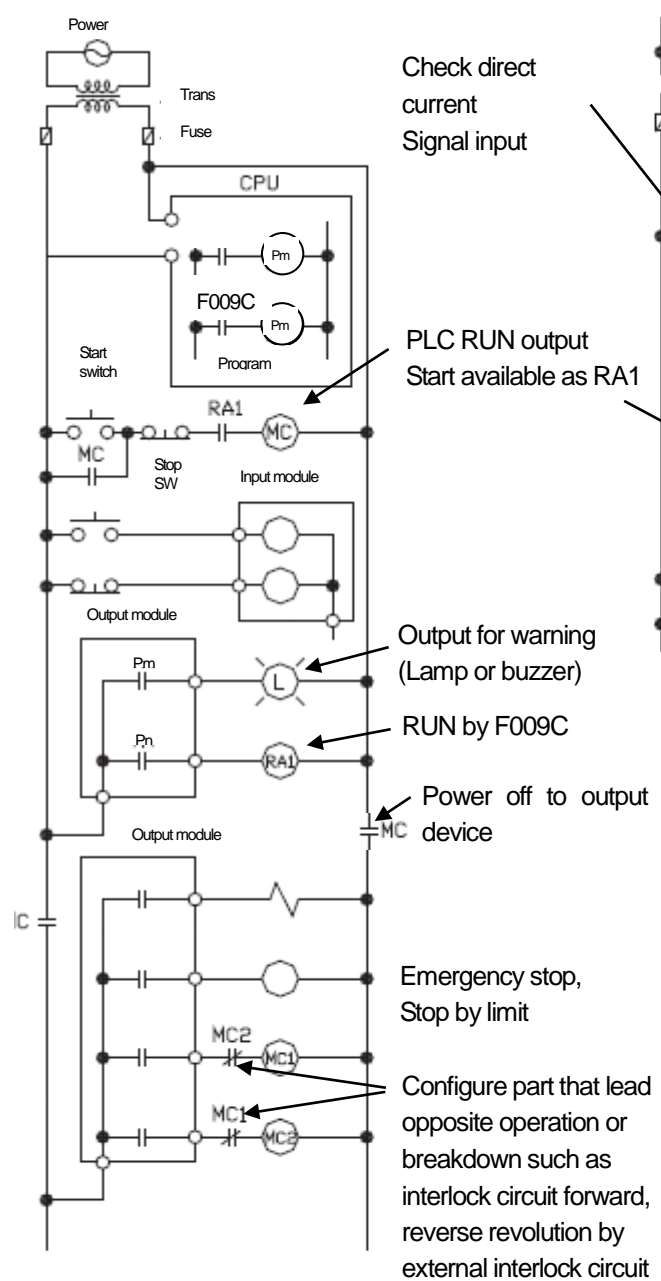 Power
Trans
Fuse
CPU
Pm
F009C
Pm
Program
Check direct
current
Signal input
Start
switch
PLC RUN output
Start available as RA1
RA1
MC
MC
Stop
SW
Input module
Output module
Pm
L
Output for warning
(Lamp or buzzer)
Pn
RA1
RUN by F009C
Power off to output
MC device
Output module
IC
Emergency stop,
Stop by limit
MC2
MC1
Configure part that lead
MC1
opposite operation or
MC2
breakdown such as
interlock circuit forward,
reverse revolution by
external interlock circuit